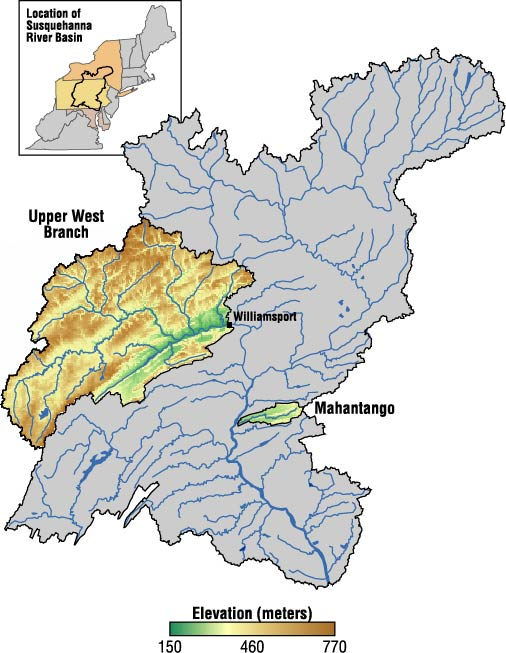 Location of
Susquehanna
River Basin
Upper West
Branch
Williamsport
Mahantango
Elevation (meters)
150 460 770